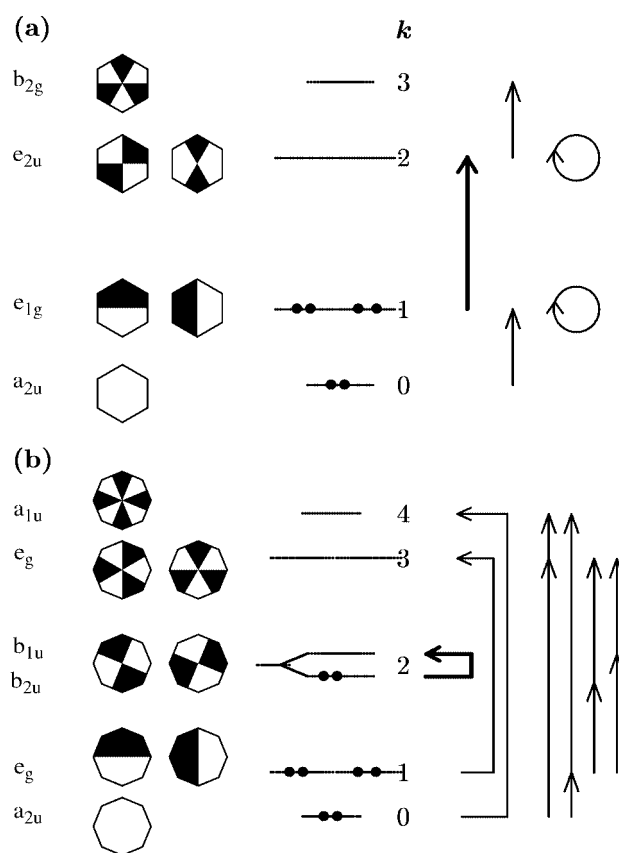 (a)
k
b2g 3
e2u 2
e1g 1
a2u 0
(b)
a1u 4
eg 3
b1u
b2u 2
eg 1
a2u 0